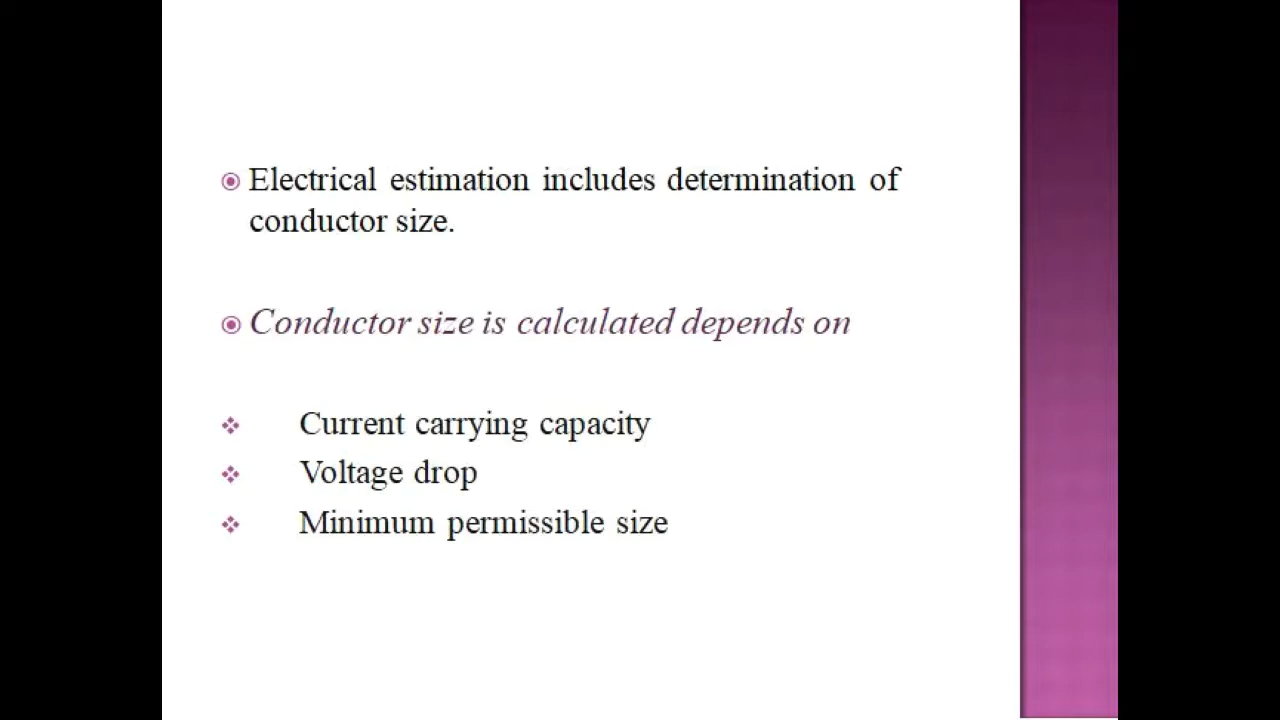 Electrical estimation includes determination of
conductor size.
Conductor size is calculated depends on
Current carrying capacity
Voltage drop
Minimum permissible size